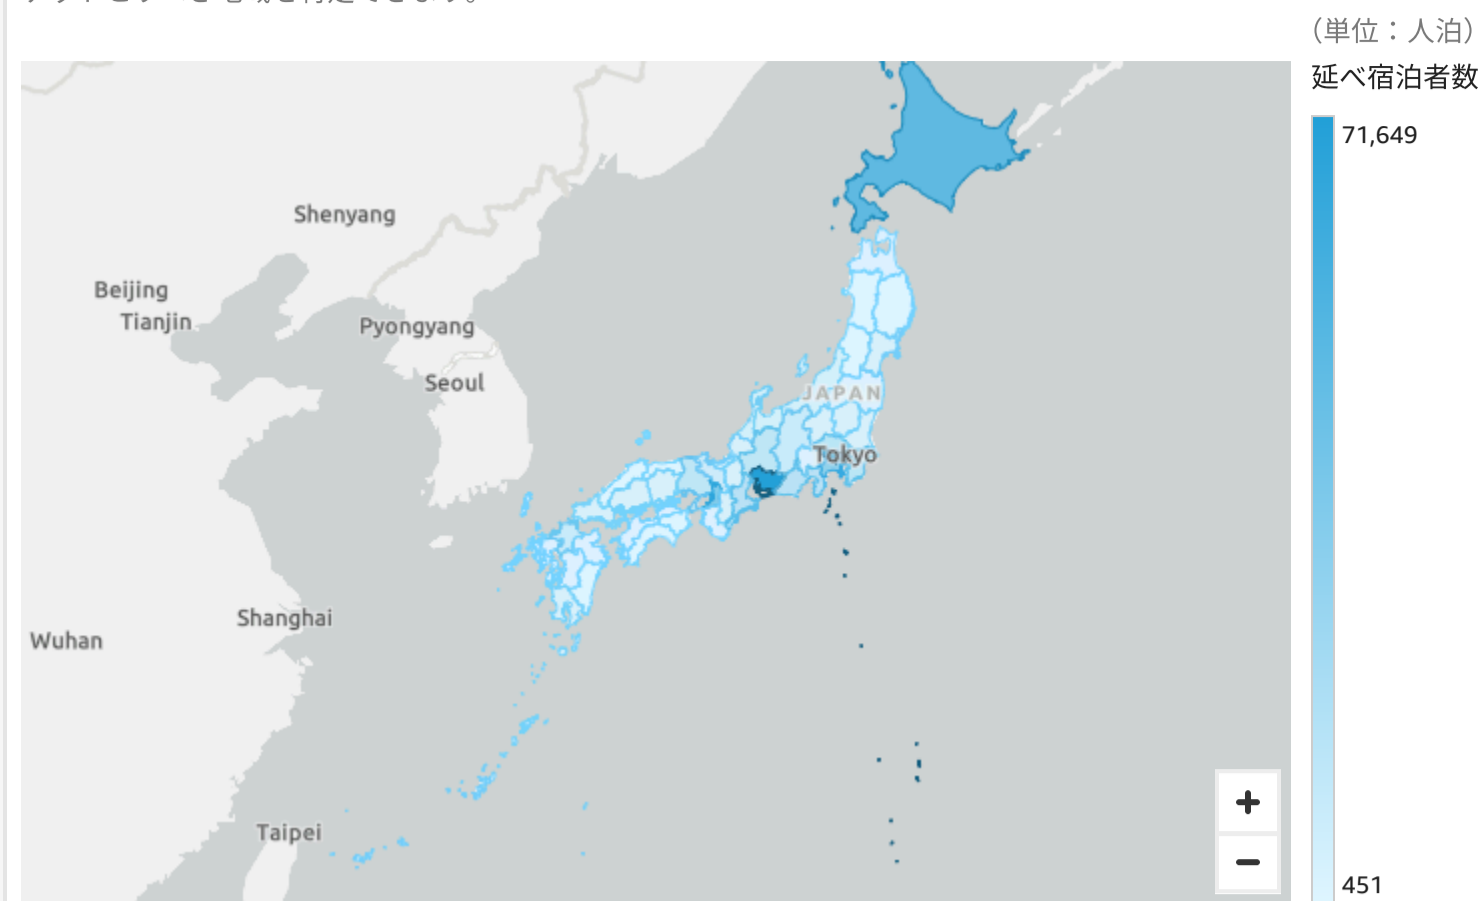 (単位：人泊)
延べ宿泊者数
71,649
Shenyang
Beijing
Tianjin
Pyongyang
Seoul
JAPAN
Tokyo
Shanghai
Wuhan
Taipei
+
−
451